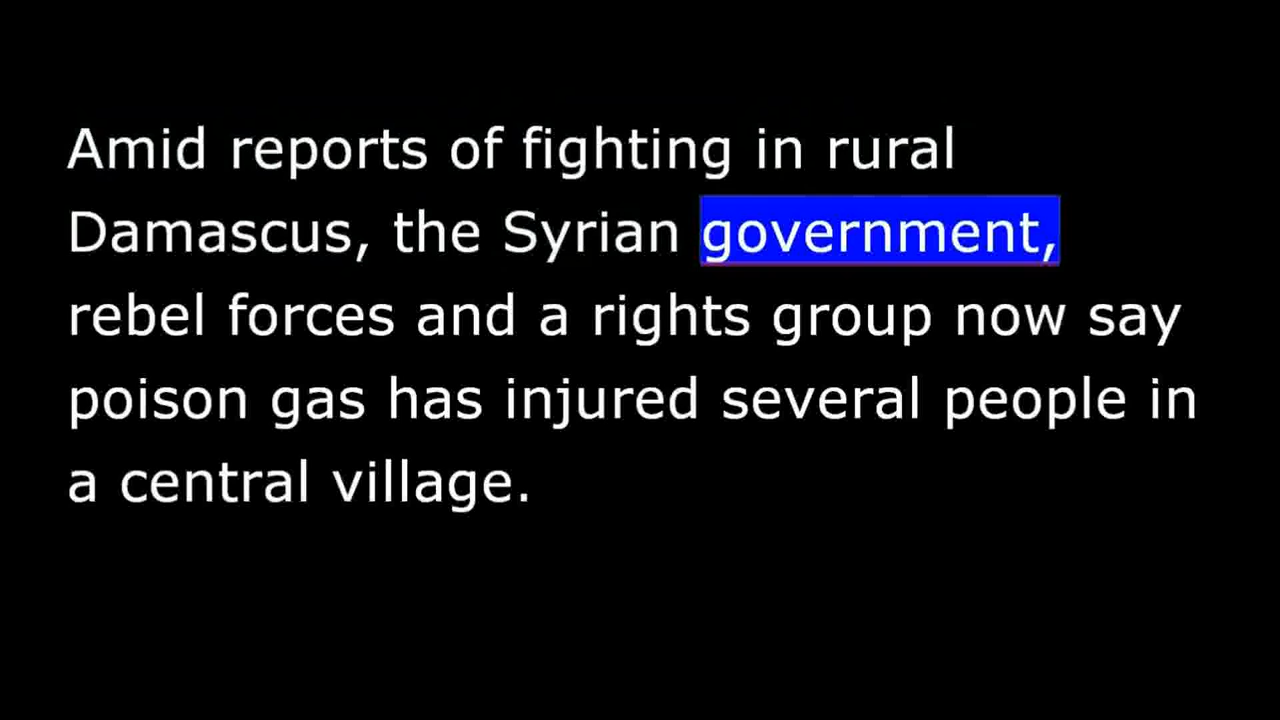 Amid reports of fighting in rural
Damascus, the Syrian government,
rebel forces and a rights group now say
poison gas has injured several people in
a central village.